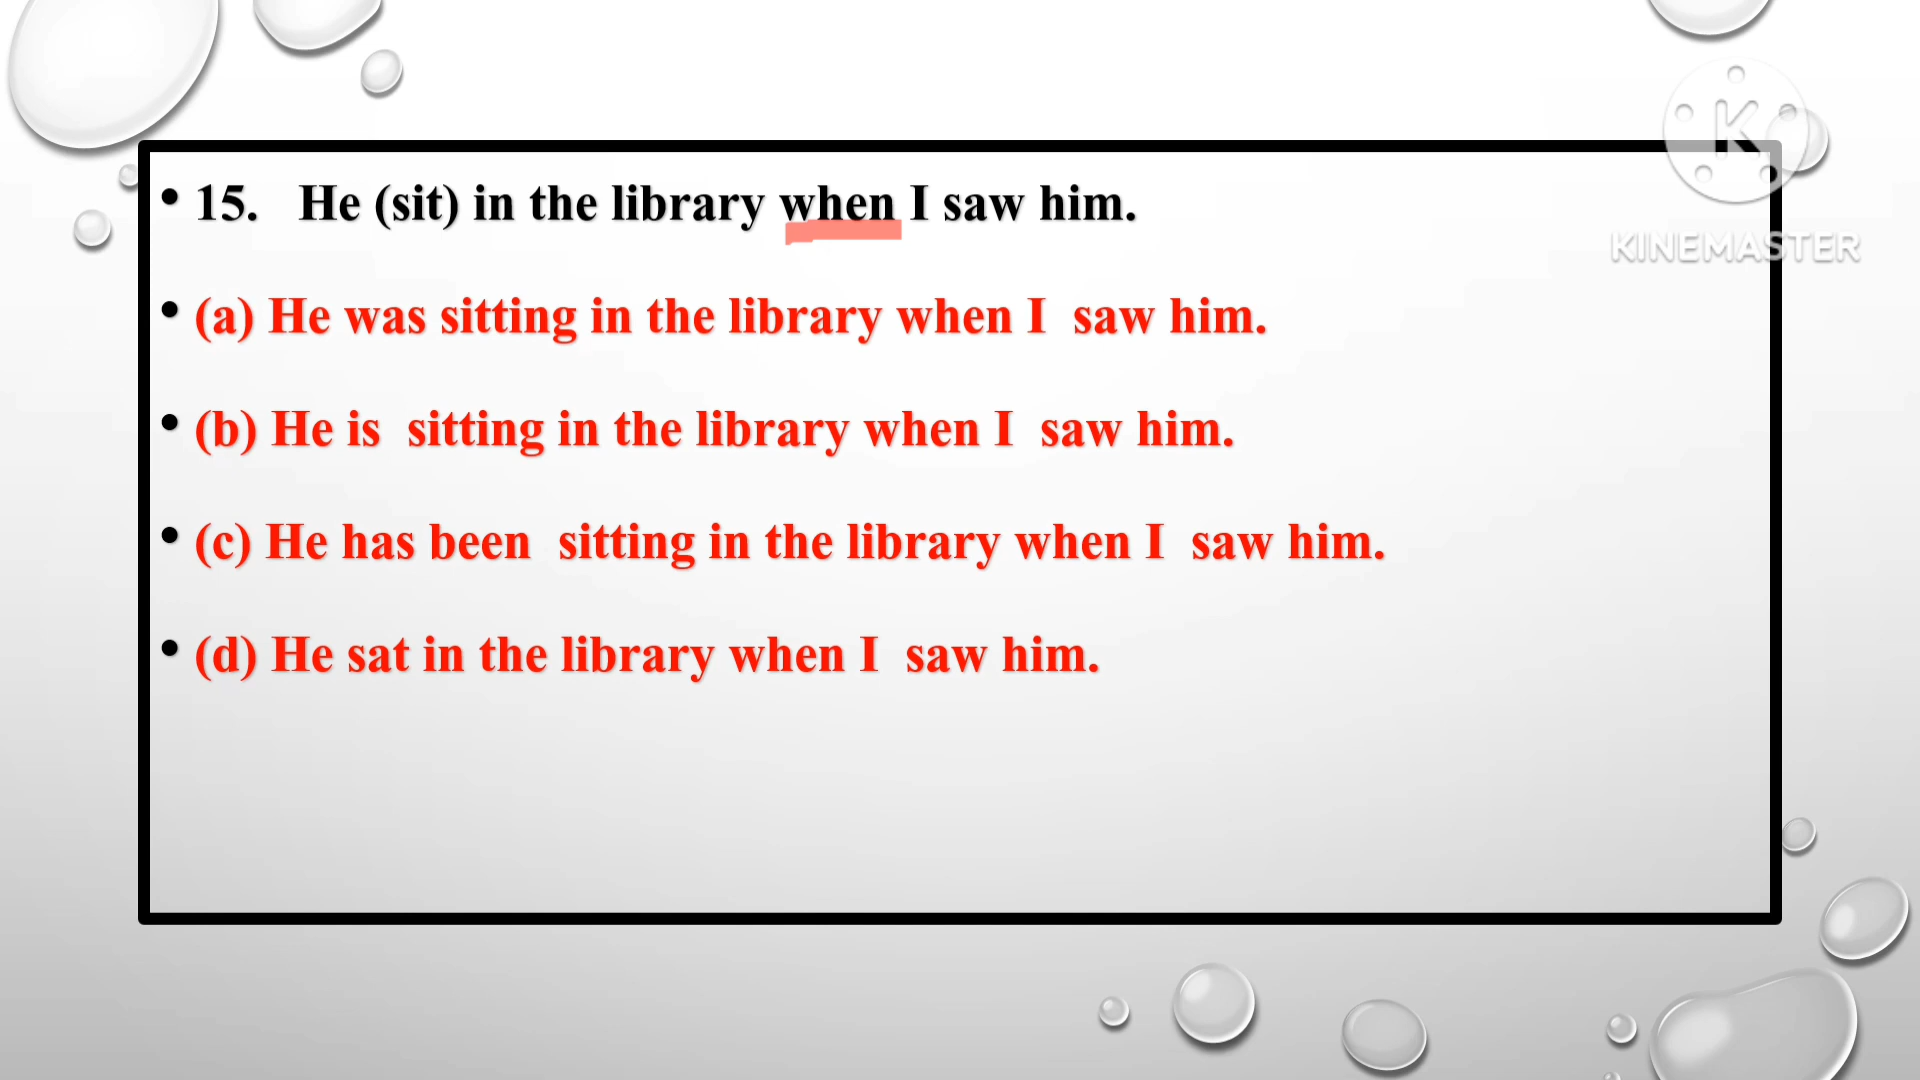 • 15. He (sit) in the library when I saw him.
• (a) He was sitting in the library when I saw him.
• (b) He is sitting in the library when I saw him.
• (c) He has been sitting in the library when I saw him.
• (d) He sat in the library when I saw him.
K
KINEMASTER